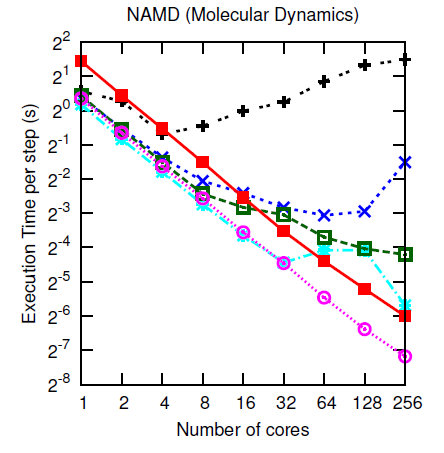 NAMD (Molecular Dynamics)
Execution Time per step (s)
2^2
2^1
2^0
2^-1
2^-2
2^-3
2^-4
2^-5
2^-6
2^-7
2^-8
1 2 4 8 16 32 64 128 256
Number of cores